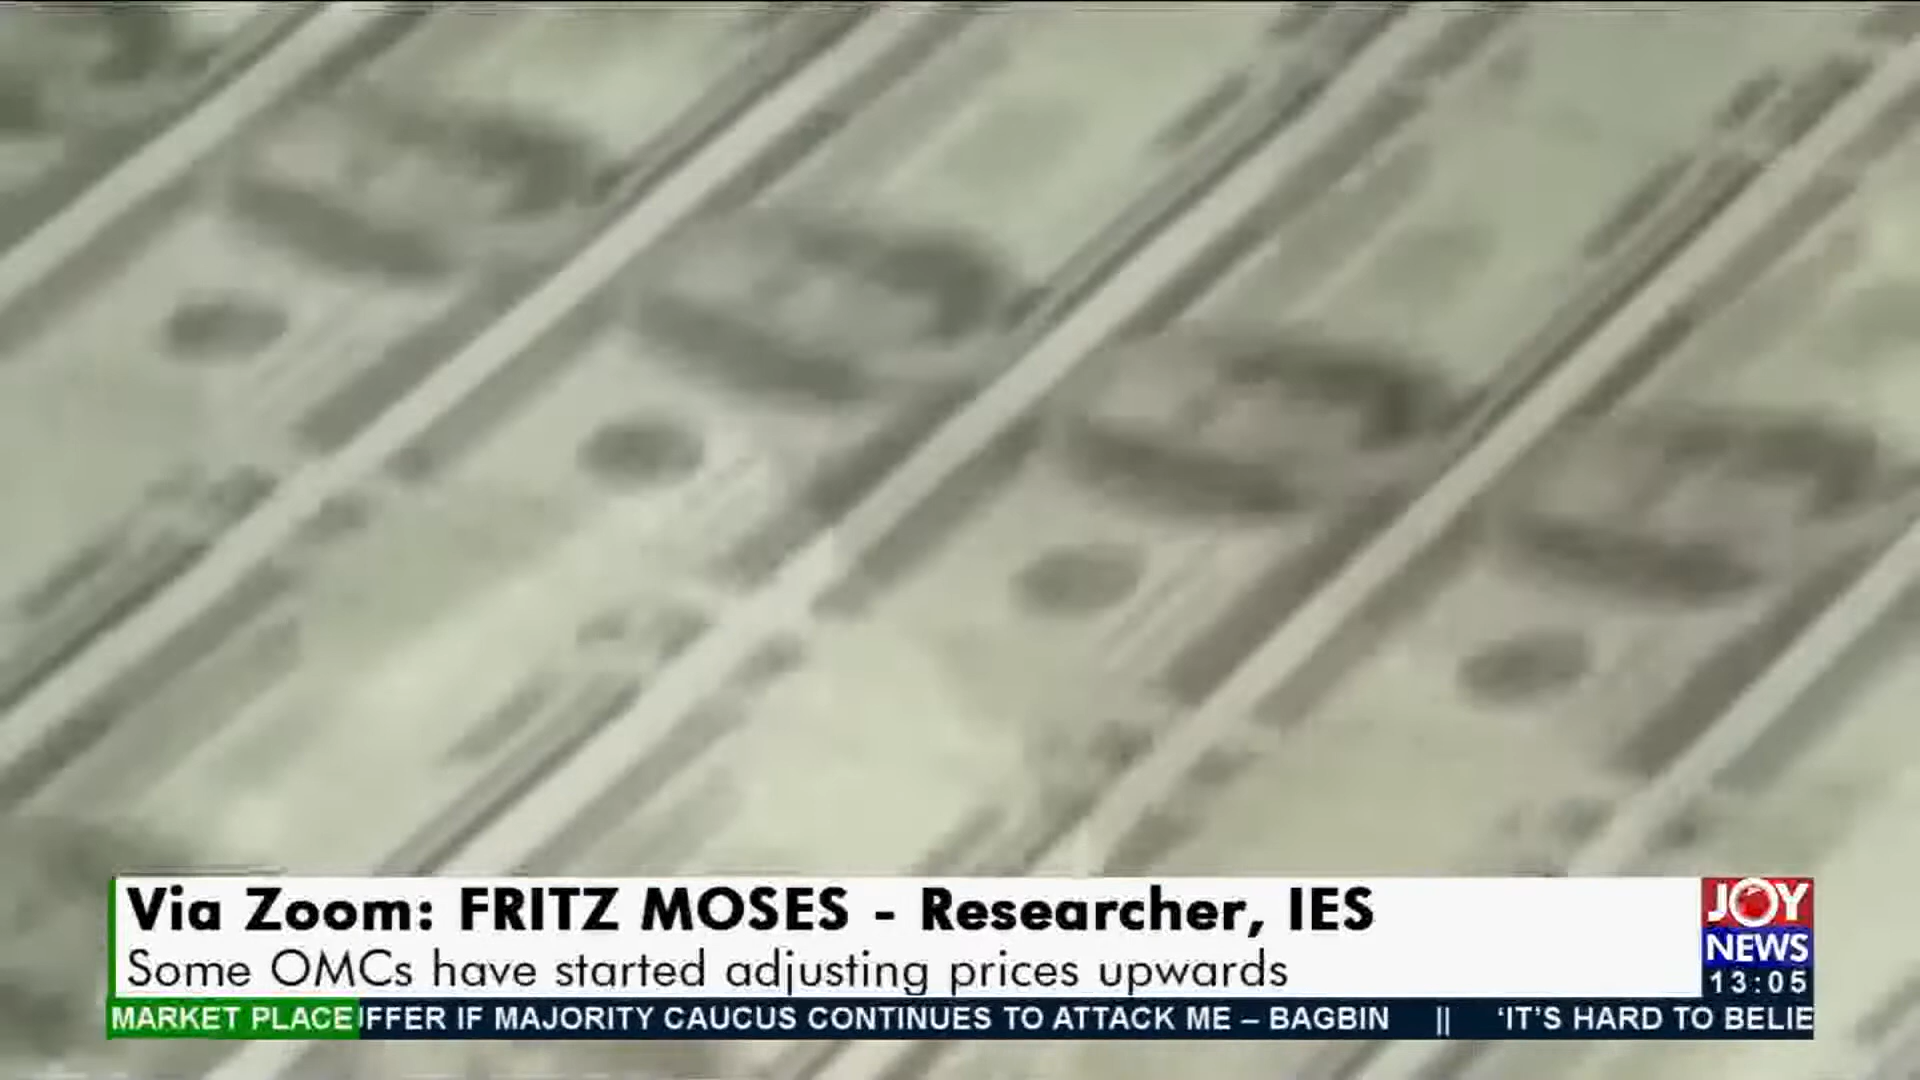 Via Zoom: FRITZ MOSES - Researcher, IES
Some OMCs have started adjusting prices upwards
JOY
NEWS
13:05
MARKET PLACE
FFER IF MAJORITY CAUCUS CONTINUES TO ATTACK ME – BAGBIN || ‘IT’S HARD TO BELIE